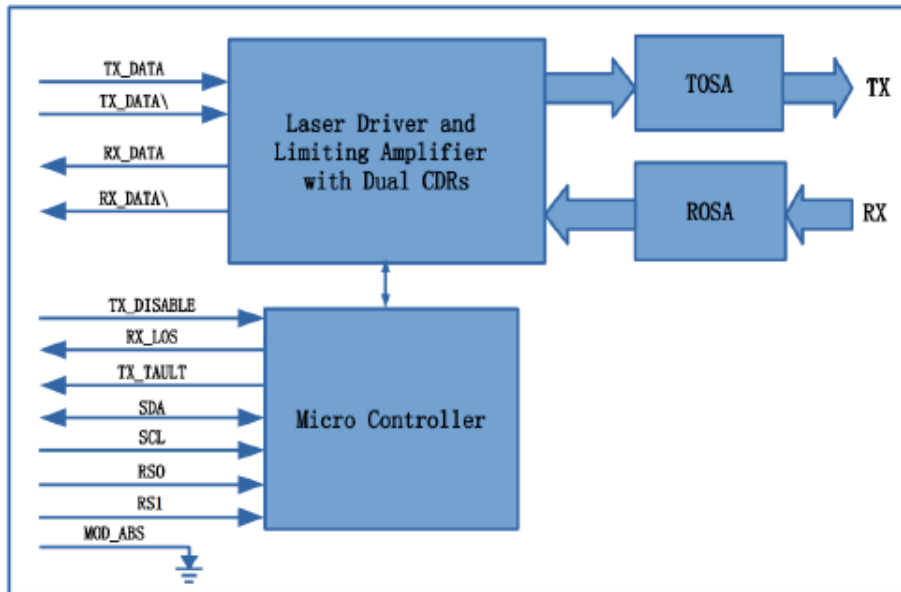 TX_DATA
TX_DATA\
RX_DATA
RX_DATA\
Laser Driver and
Limiting Amplifier
with Dual CDRs
TOSA
TX
ROSA
RX
TX_DISABLE
RX_LOS
TX_TAULT
SDA
SCL
RS0
RS1
MOD_ABS
Micro Controller